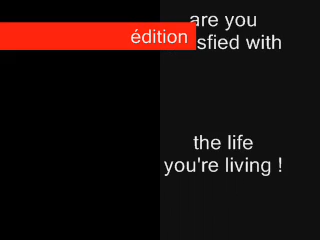 are you
édition
sfied with
the life
you're living !